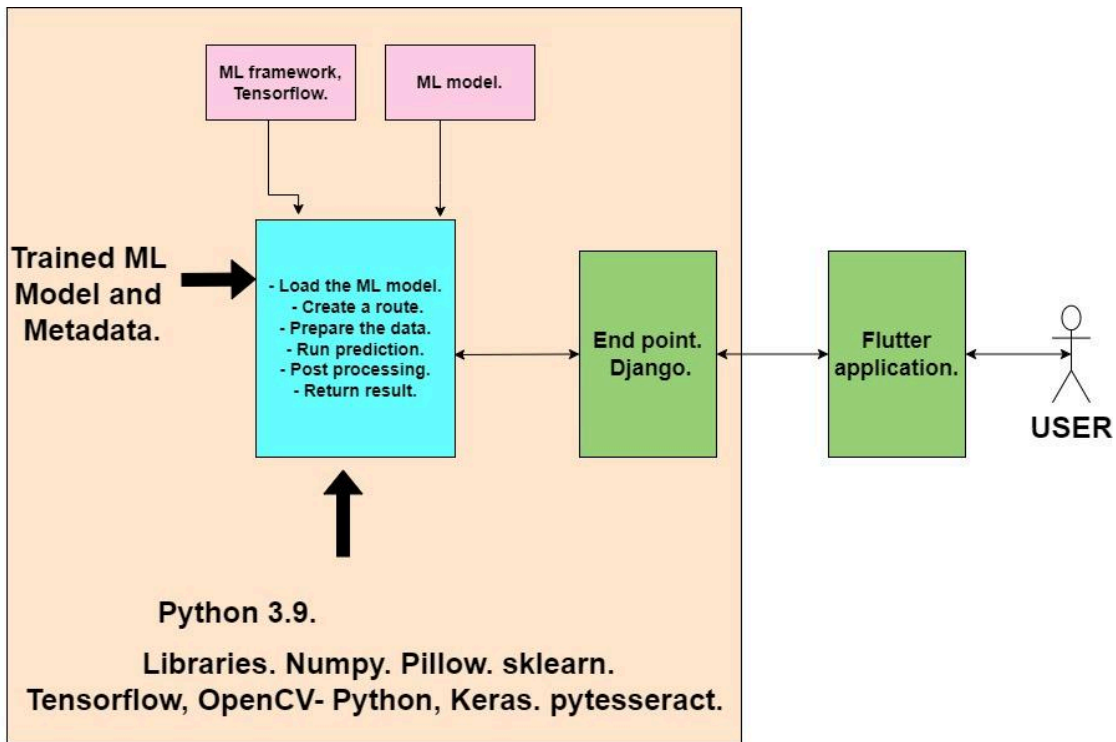 ML framework,
Tensorflow.
ML model.
Trained ML
Model and
Metadata.
- Load the ML model.
- Create a route.
- Prepare the data.
- Run prediction.
- Post processing.
- Return result.
End point.
Django.
Flutter
application.
USER
Python 3.9.
Libraries. Numpy. Pillow. sklearn.
Tensorflow, OpenCV- Python, Keras. pytesseract.